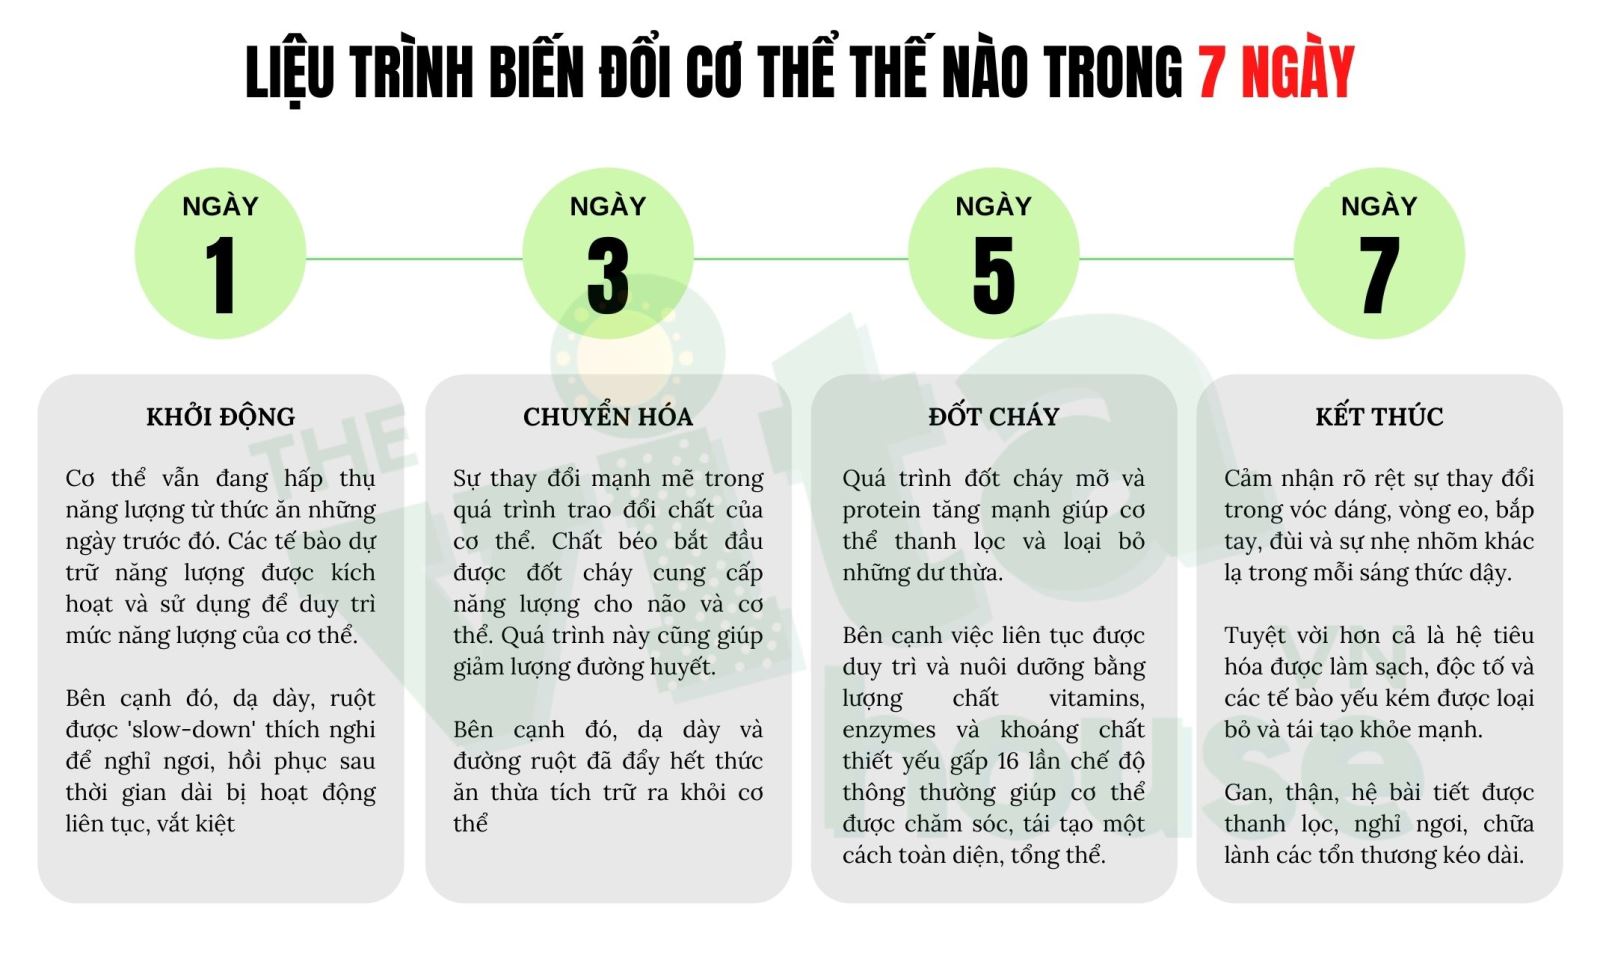 LIỆU TRÌNH BIẾN ĐỔI CƠ THỂ THẾ NÀO TRONG 7 NGÀY
NGÀY
1
NGÀY
3
NGÀY
5
NGÀY
7
KHỞI ĐỘNG
Cơ thể vẫn đang hấp thụ
năng lượng từ thức ăn những
ngày trước đó. Các tế bào dự
trữ năng lượng được kích
hoạt và sử dụng để duy trì
mức năng lượng của cơ thể.
Bên cạnh đó, dạ dày, ruột
được 'slow-down' thích nghi
để nghỉ ngơi, hồi phục sau
thời gian dài bị hoạt động
liên tục, vắt kiệt
CHUYỂN HÓA
Sự thay đổi mạnh mẽ trong
quá trình trao đổi chất của
cơ thể. Chất béo bắt đầu
được đốt cháy cung cấp
năng lượng cho não và cơ
thể. Quá trình này cũng giúp
giảm lượng đường huyết.
Bên cạnh đó, dạ dày và
đường ruột đã đẩy hết thức
ăn thừa tích trữ ra khỏi cơ
thể
ĐỐT CHÁY
Quá trình đốt cháy mỡ và
protein tăng mạnh giúp cơ
thể thanh lọc và loại bỏ
những dư thừa.
Bên cạnh việc liên tục được
duy trì và nuôi dưỡng bằng
lượng chất vitamins,
enzymes và khoáng chất
thiết yếu gấp 16 lần chế độ
thông thường giúp cơ thể
được chăm sóc, tái tạo một
cách toàn diện, tổng thể.
KẾT THÚC
Cảm nhận rõ rệt sự thay đổi
trong vóc dáng, vòng eo, bắp
tay, đùi và sự nhẹ nhõm khác
lạ trong mỗi sáng thức dậy.
Tuyệt vời hơn cả là hệ tiêu
hóa được làm sạch, độc tố và
các tế bào yếu kém được loại
bỏ và tái tạo khỏe mạnh.
Gan, thận, hệ bài tiết được
thanh lọc, nghỉ ngơi, chữa
lành các tổn thương kéo dài.
THE
vita
VN
house